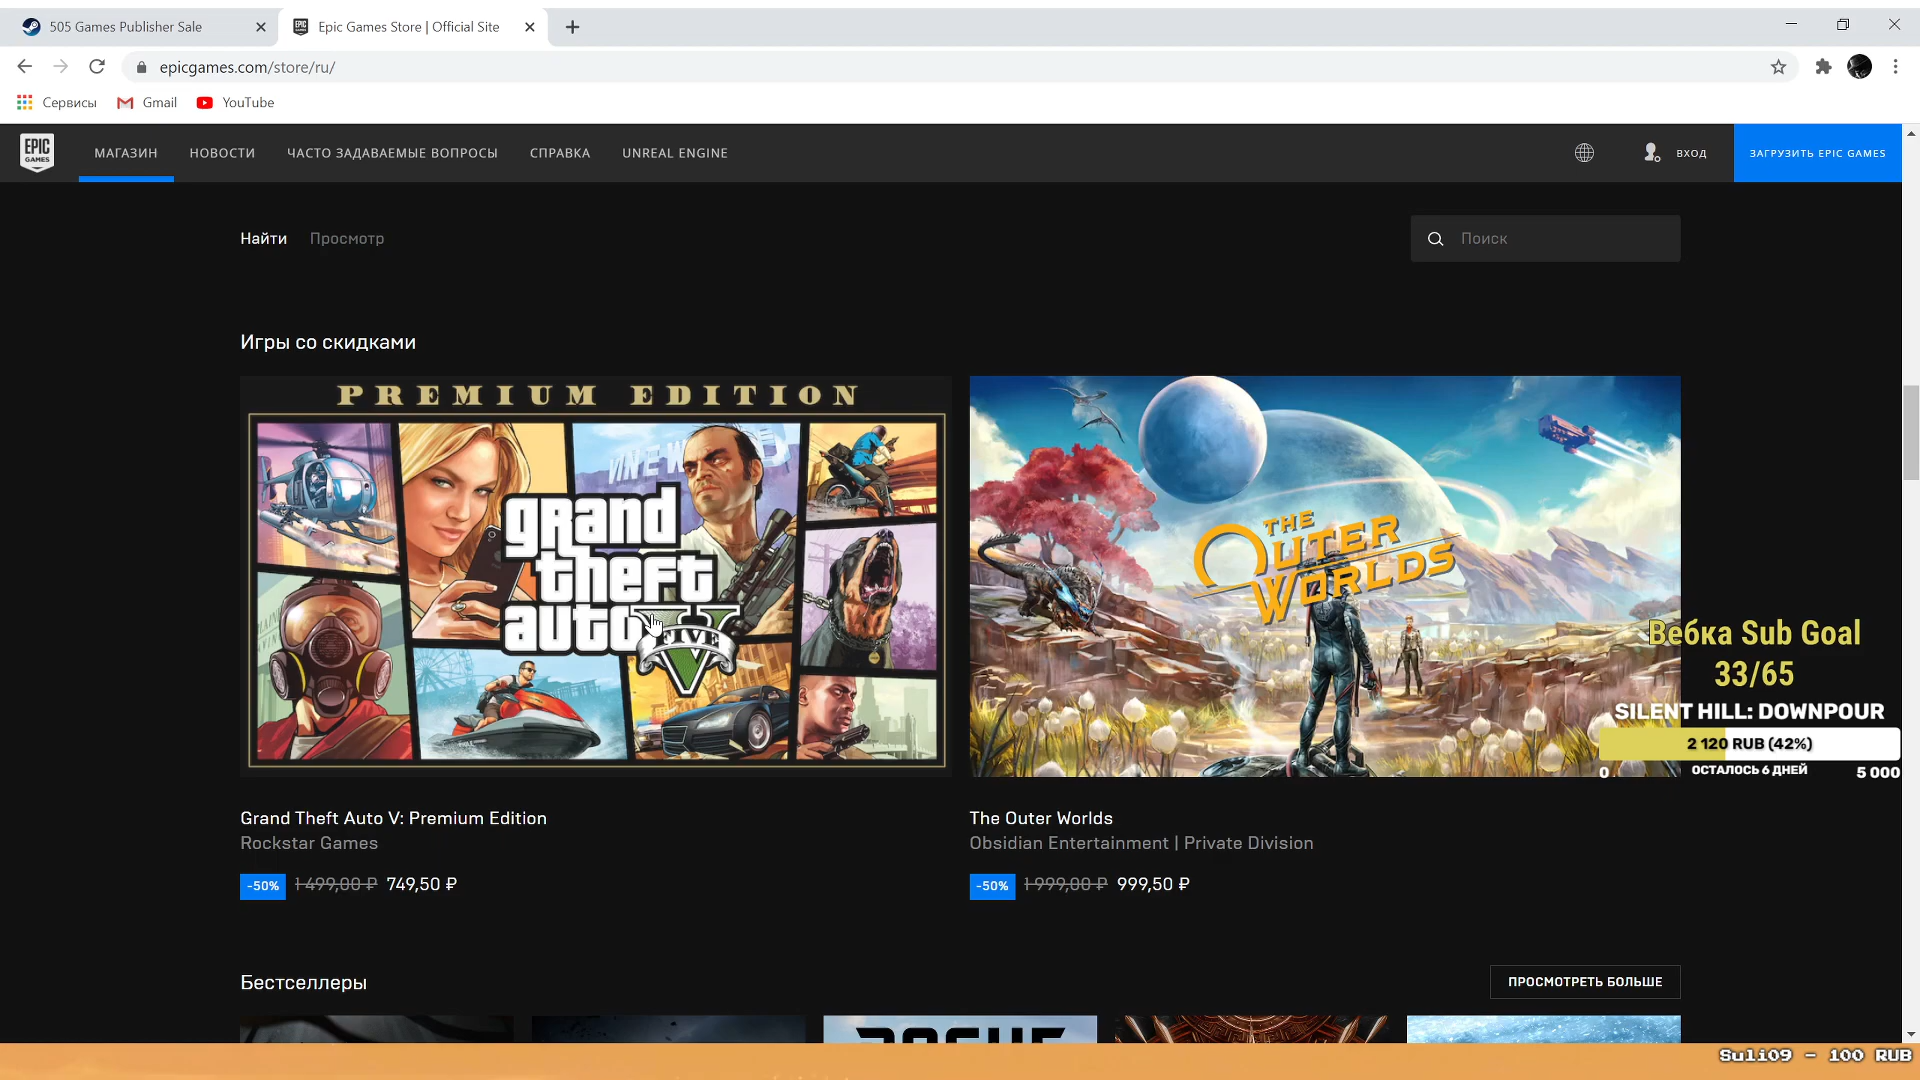 505 Games Publisher Sale
Epic Games Store | Official Site
epicgames.com/store/ru/
Сервисы
Gmail
YouTube
EPIC GAMES
МАГАЗИН
НОВОСТИ
ЧАСТО ЗАДАВАЕМЫЕ ВОПРОСЫ
СПРАВКА
UNREAL ENGINE
ВХОД
ЗАГРУЗИТЬ EPIC GAMES
Найти
Просмотр
Поиск
Игры со скидками
PREMIUM EDITION
grand
theft
auto
V
FIVE
THE
OUTER
WORLDS
Вебка Sub Goal
33/65
SILENT HILL: DOWNPOUR
2 120 RUB (42%)
0
ОСТАЛОСЬ 6 ДНЕЙ
5 000
Grand Theft Auto V: Premium Edition
Rockstar Games
-50% 1 499,00 ₽ 749,50 ₽
The Outer Worlds
Obsidian Entertainment | Private Division
-50% 1 999,00 ₽ 999,50 ₽
Бестселлеры
ПРОСМОТРЕТЬ БОЛЬШЕ
Suli09 - 100 RUB